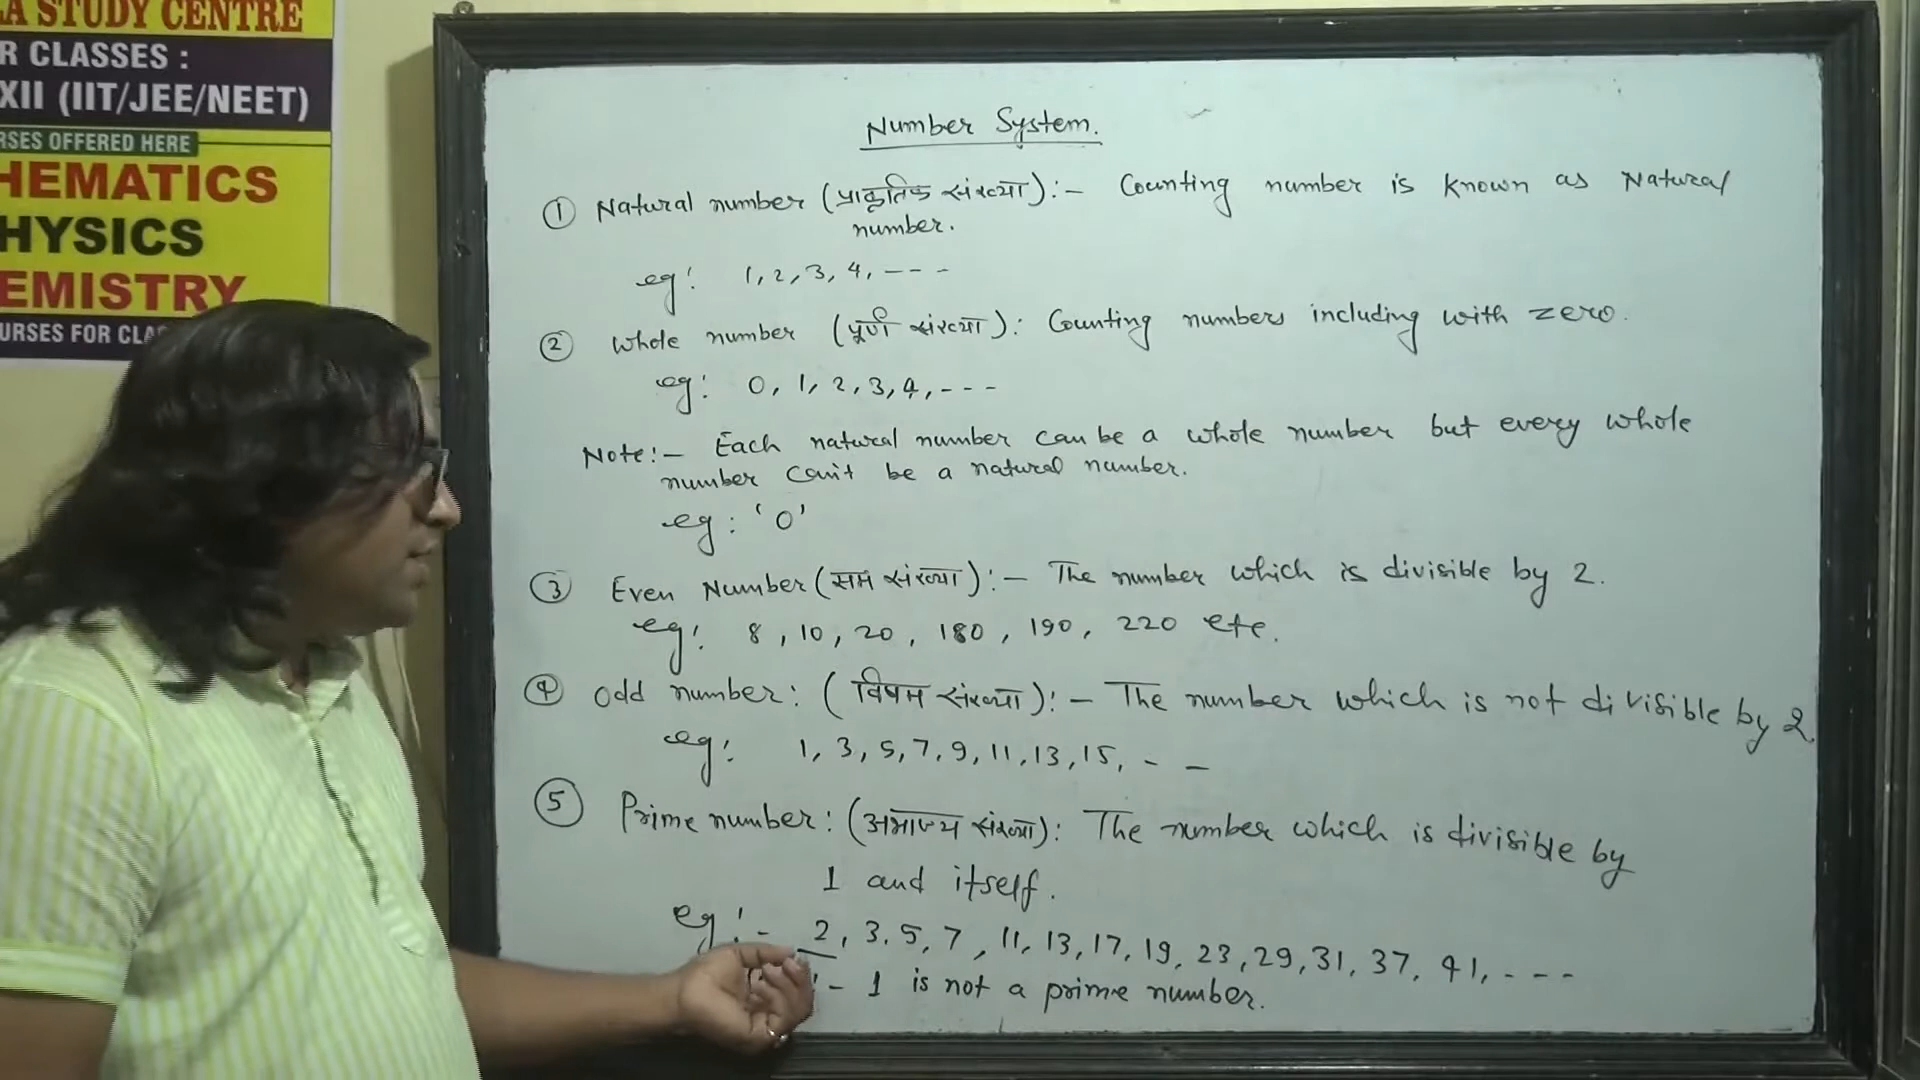 A STUDY CENTRE
R CLASSES :
XII (IIT/JEE/NEET)
RSES OFFERED HERE
HEMATICS
HYSICS
EMISTRY
URSES FOR CLA
Number System.
① Natural number (प्राकृतिक संख्या) :- Counting number is known as Natural
number.
eg: 1, 2, 3, 4, ---
② Whole number (पूर्ण संख्या) : Counting numbers including with zero.
eg: 0, 1, 2, 3, 4, ---
Note:- Each natural number can be a whole number but every whole
number can't be a natural number.
eg: '0'
③ Even Number (सम संख्या) :- The number which is divisible by 2.
eg: 8, 10, 20, 180, 190, 220 etc.
④ Odd number: (विषम संख्या) :- The number which is not divisible by 2.
eg: 1, 3, 5, 7, 9, 11, 13, 15, - -
⑤ Prime number: (अभाज्य संख्या) : The number which is divisible by
1 and itself.
eg:- 2, 3, 5, 7, 11, 13, 17, 19, 23, 29, 31, 37, 41, ---
:- 1 is not a prime number.